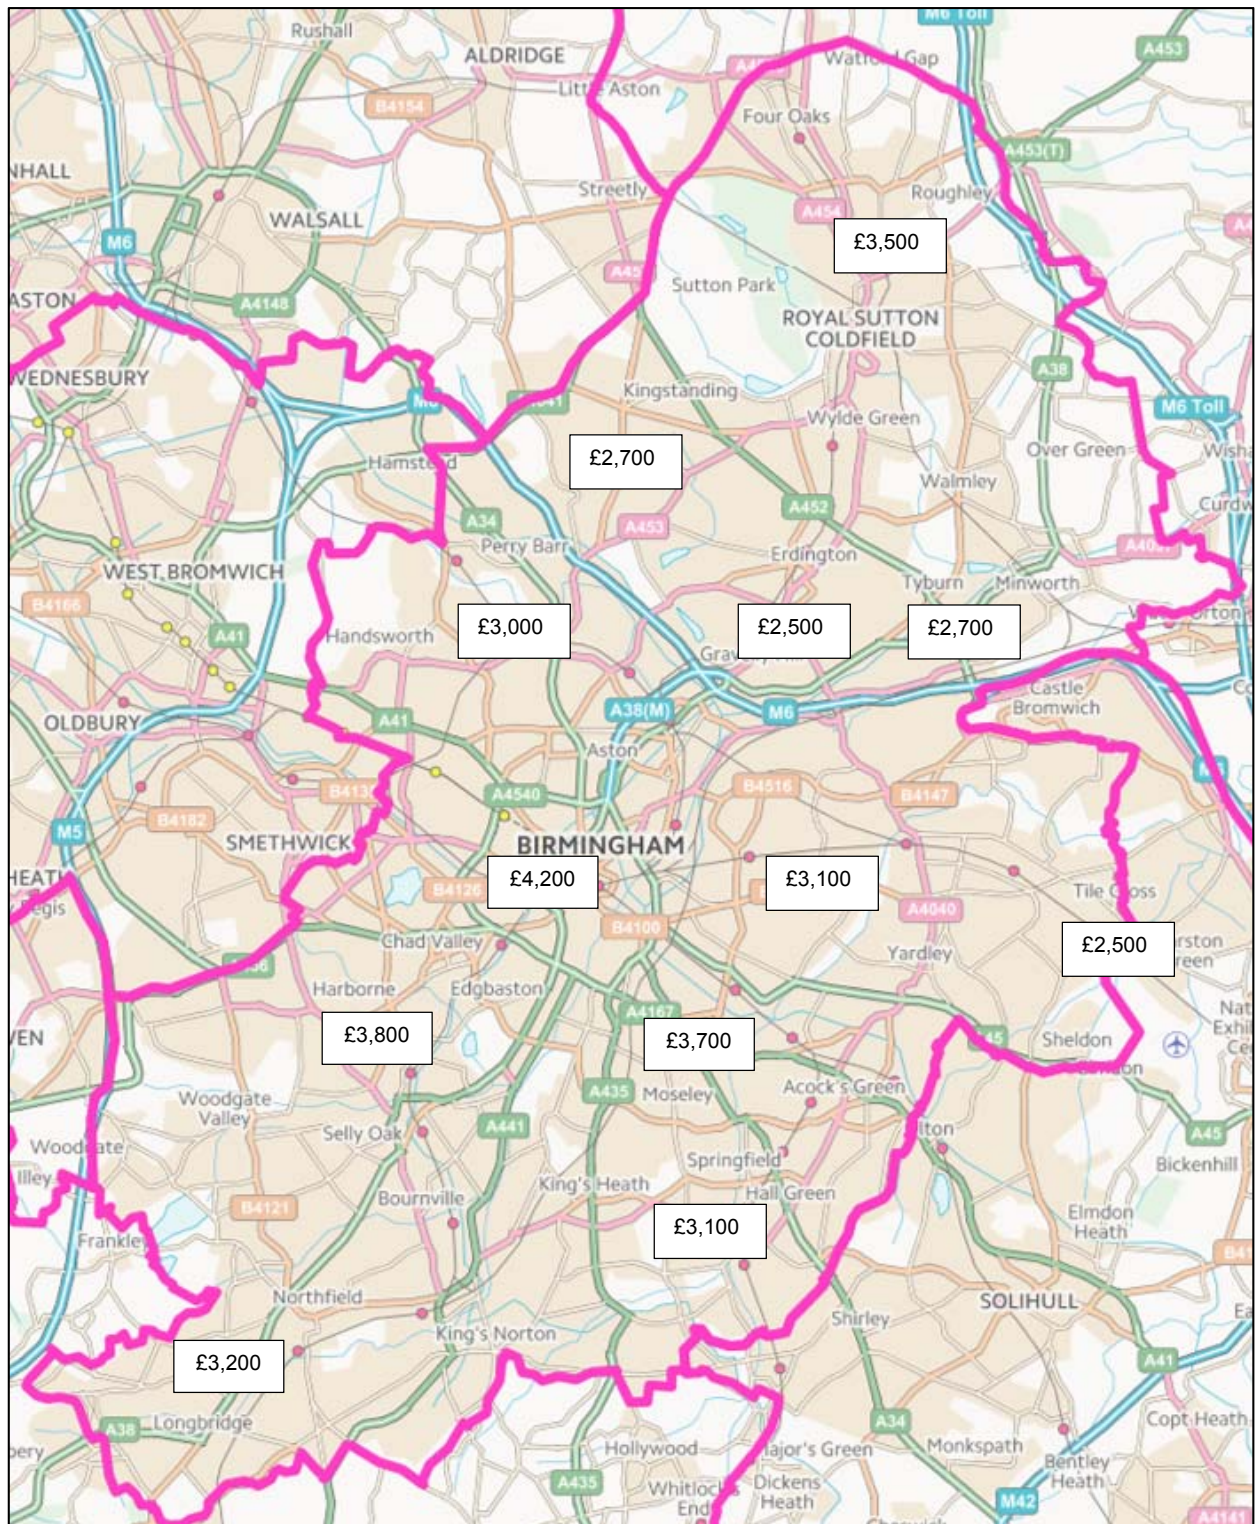 M6 Toll
Rushall
A453
ALDRIDGE
Watford Gap
Little Aston
B4154
Four Oaks
A453(T)
NHALL
Streetly
Roughley
A454
WALSALL
£3,500
M6
Sutton Park
ASTON
A4148
ROYAL SUTTON
COLDFIELD
WEDNESBURY
A38
Kingstanding
M6 Toll
Wylde Green
Over Green
Hamstead
£2,700
Walmley
A452
A34
A453
Perry Barr
Erdington
WEST BROMWICH
Tyburn
Minworth
B4166
Handsworth
£3,000
£2,500
£2,700
A41
Castle
Bromwich
OLDBURY
A41
A38(M)
M6
Aston
B4516
B4147
A4540
B4182
M5
SMETHWICK
BIRMINGHAM
HEATH
£4,200
£3,100
B4126
Tile Cross
A4040
B4100
Chad Valley
Yardley
£2,500
Harborne
Edgbaston
A4167
£3,800
£3,700
Sheldon
Acock's Green
A435
Moseley
Woodgate
Valley
A441
Selly Oak
A45
Woodgate
Springfield
Bickenhill
Illey
King's Heath
Hall Green
Bournville
B4121
Elmdon
Heath
£3,100
Frankley
Northfield
SOLIHULL
Shirley
King's Norton
£3,200
A41
Longbridge
A38
A34
Copt Heath
Hollywood
Monkspath
Bentley
Heath
A435
Dickens
Heath
M42
A4141